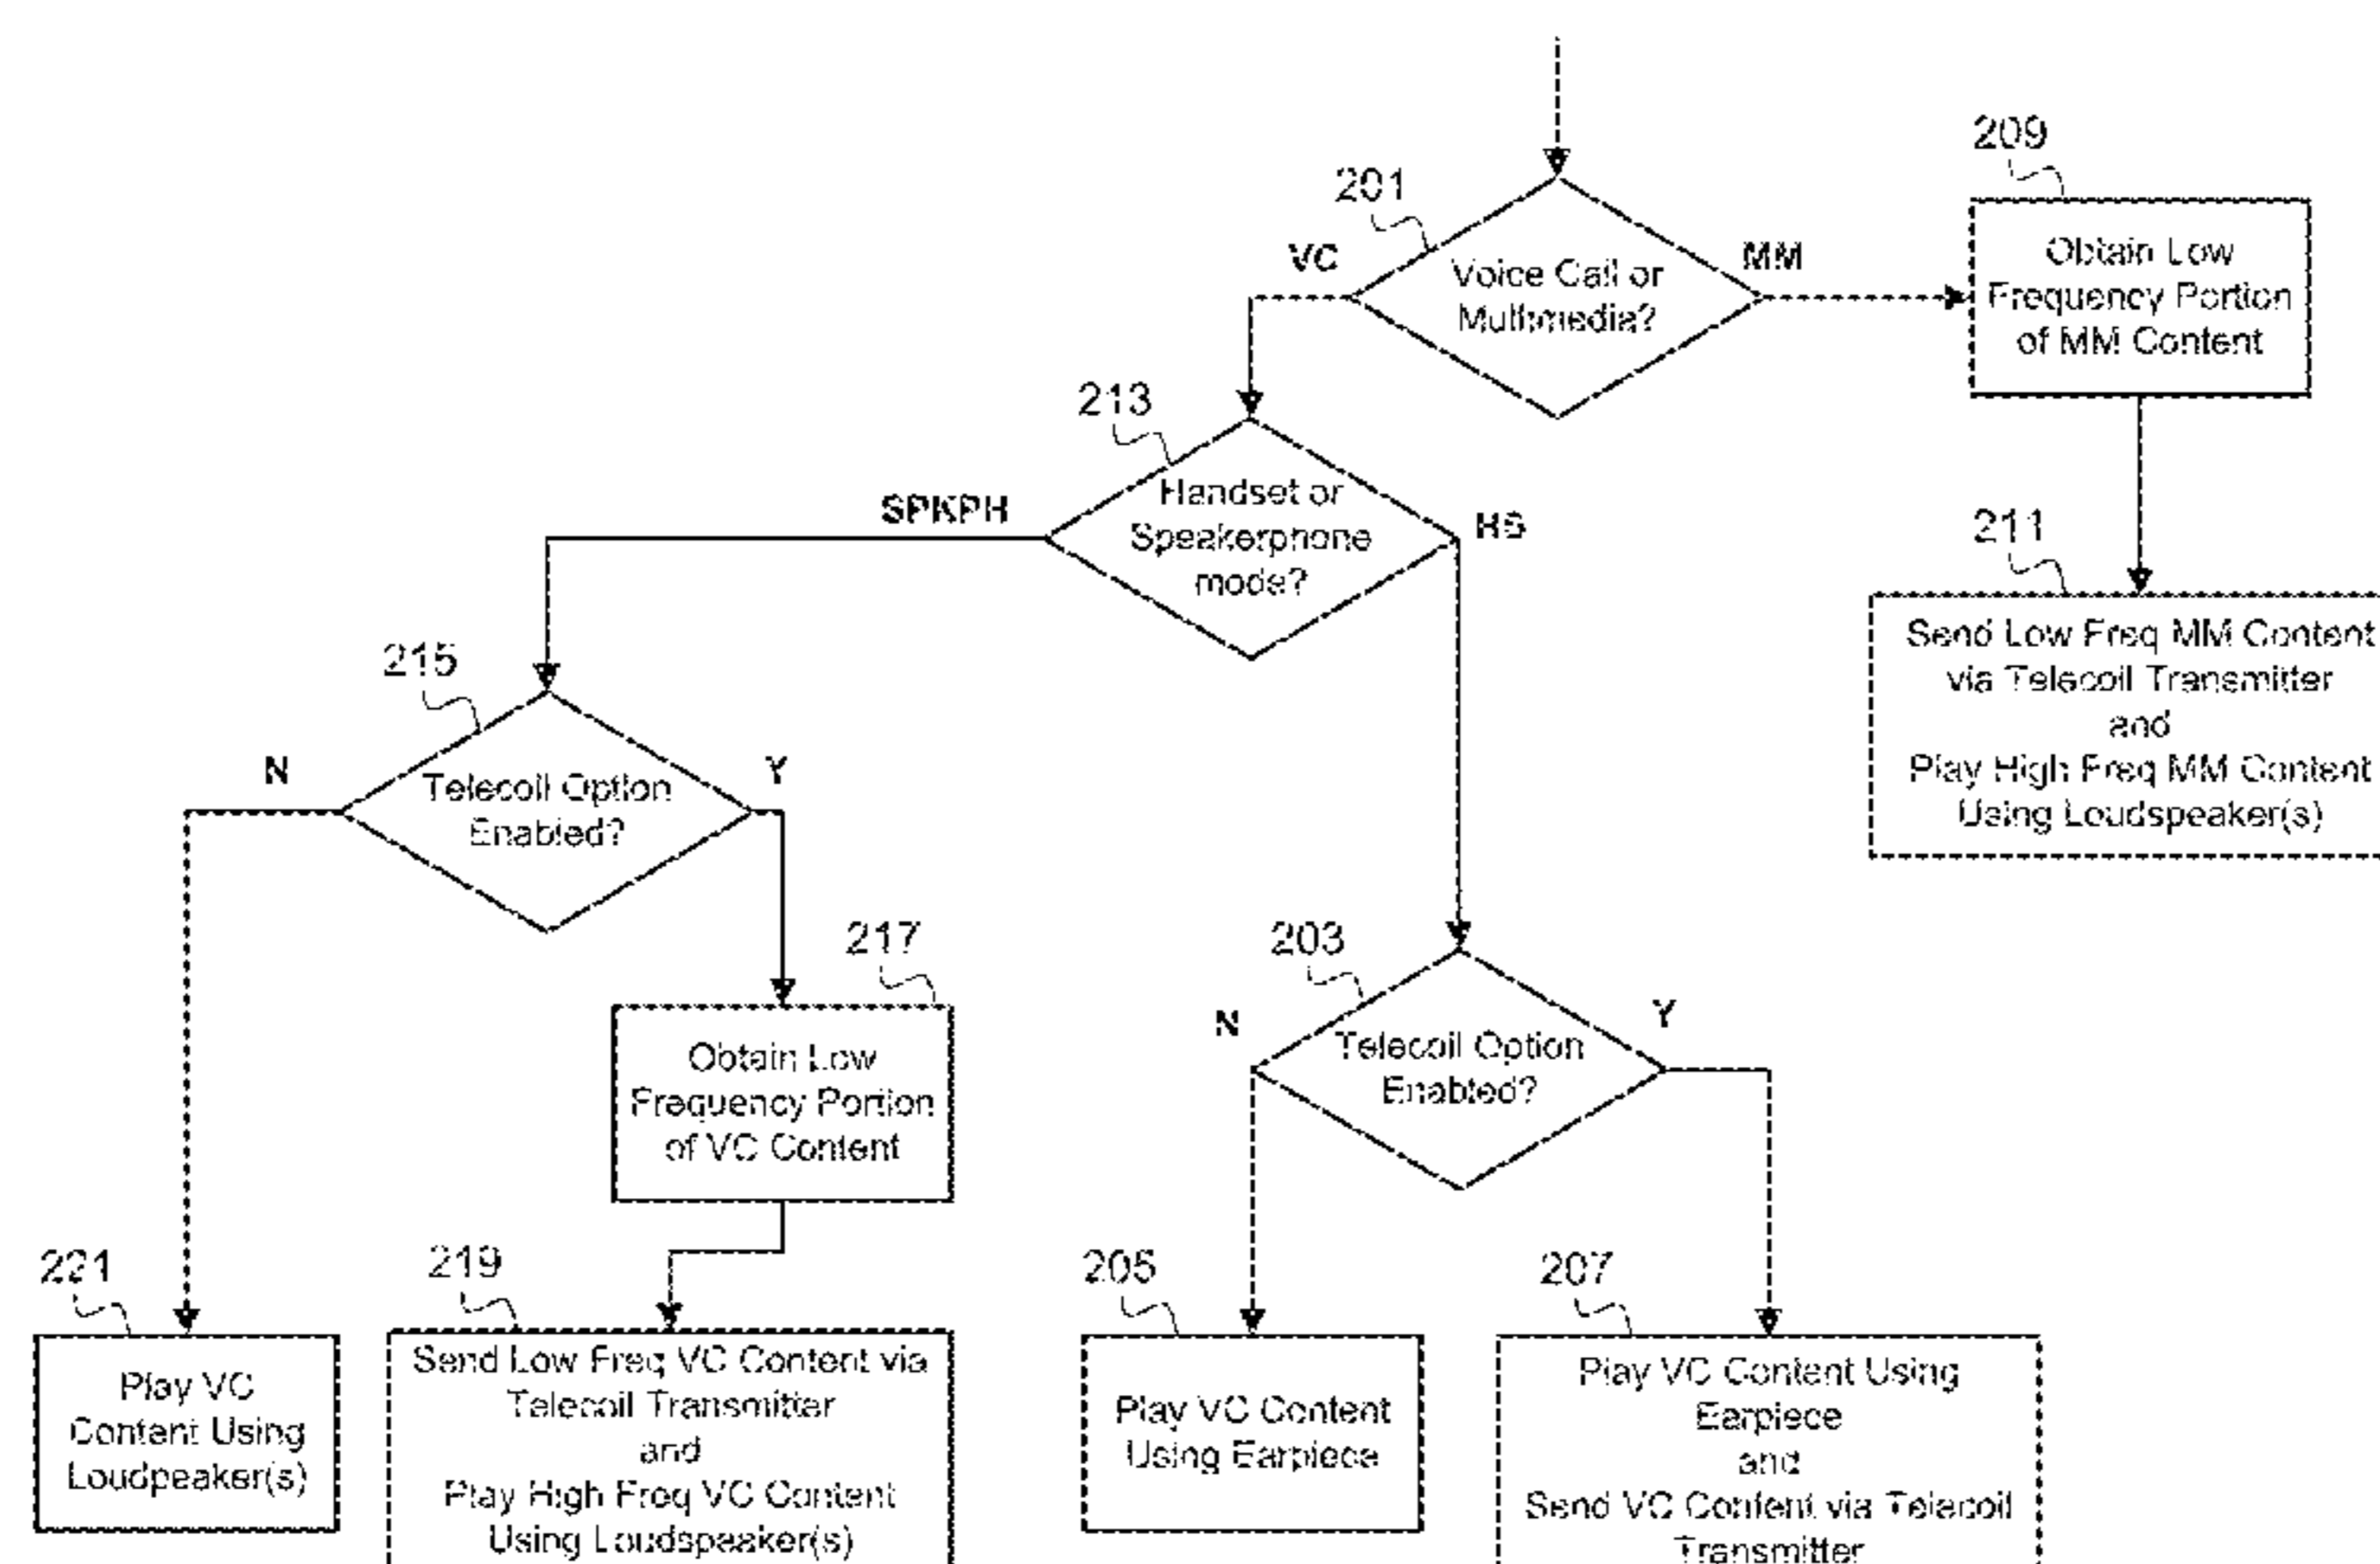 209
201
VC
MM
Voice Call or
Multimedia?
Obtain Low
Frequency Portion
of MM Content
213
SPKPH
HS
Handset or
Speakerphone
mode?
211
Send Low Freq MM Content
via Telecoil Transmitter
and
Play High Freq MM Content
Using Loudspeaker(s)
215
N
Y
Telecoil Option
Enabled?
217
Obtain Low
Frequency Portion
of VC Content
203
N
Y
Telecoil Option
Enabled?
221
Play VC
Content Using
Loudpeaker(s)
219
Send Low Freq VC Content via
Telecoil Transmitter
and
Play High Freq VC Content
Using Loudspeaker(s)
205
Play VC Content
Using Earpiece
207
Play VC Content Using
Earpiece
and
Send VC Content via Telecoil
Transmitter